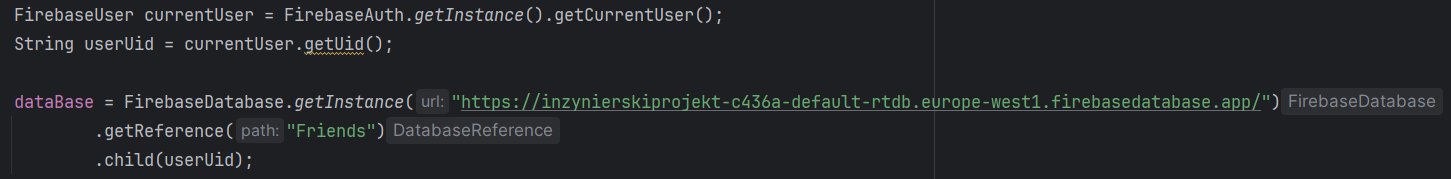 FirebaseUser currentUser = FirebaseAuth.getInstance().getCurrentUser();
String userUid = currentUser.getUid();
dataBase = FirebaseDatabase.getInstance( url: "https://inzynierskiprojekt-c436a-default-rtdb.europe-west1.firebasedatabase.app/") FirebaseDatabase
.getReference( path: "Friends") DatabaseReference
.child(userUid);